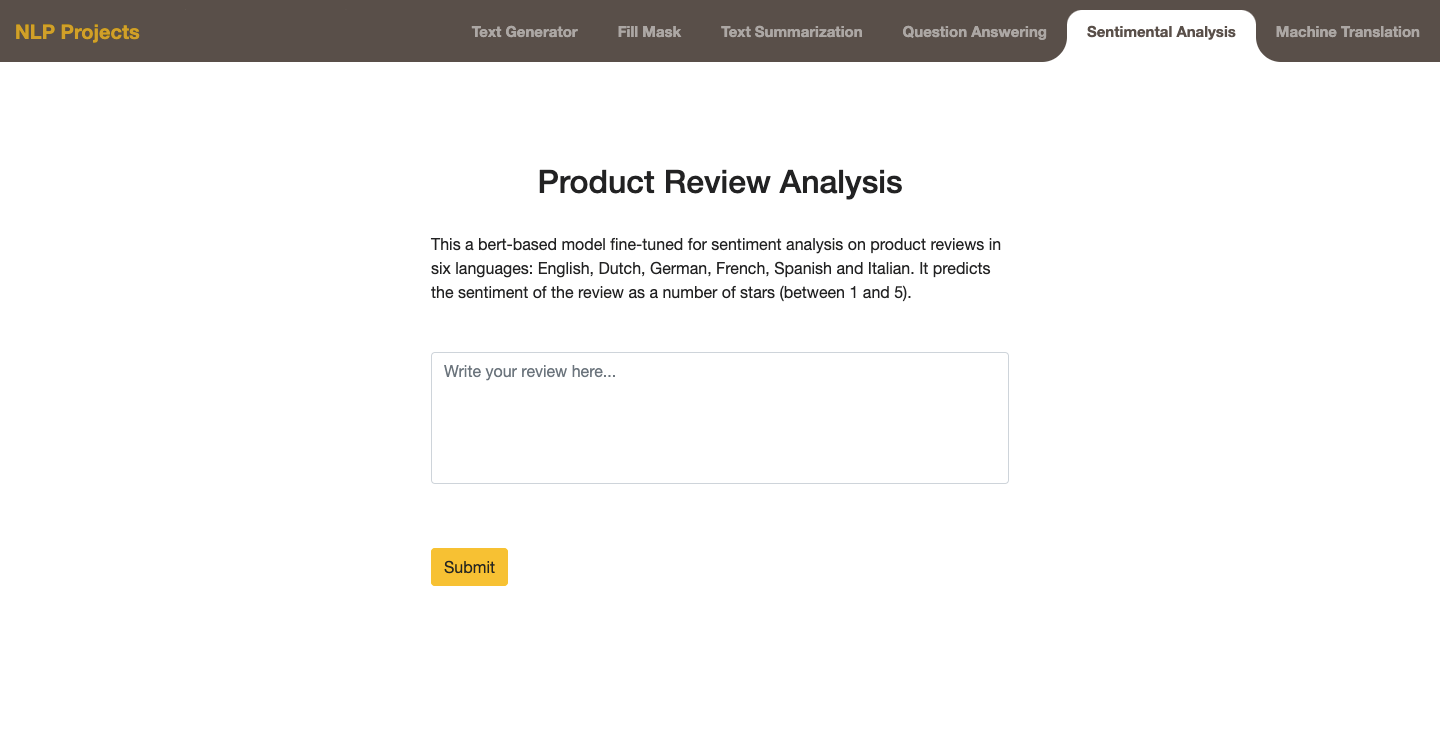 NLP Projects
Text Generator
Fill Mask
Text Summarization
Question Answering
Sentimental Analysis
Machine Translation
Product Review Analysis
This a bert-based model fine-tuned for sentiment analysis on product reviews in
six languages: English, Dutch, German, French, Spanish and Italian. It predicts
the sentiment of the review as a number of stars (between 1 and 5).
Write your review here...
Submit